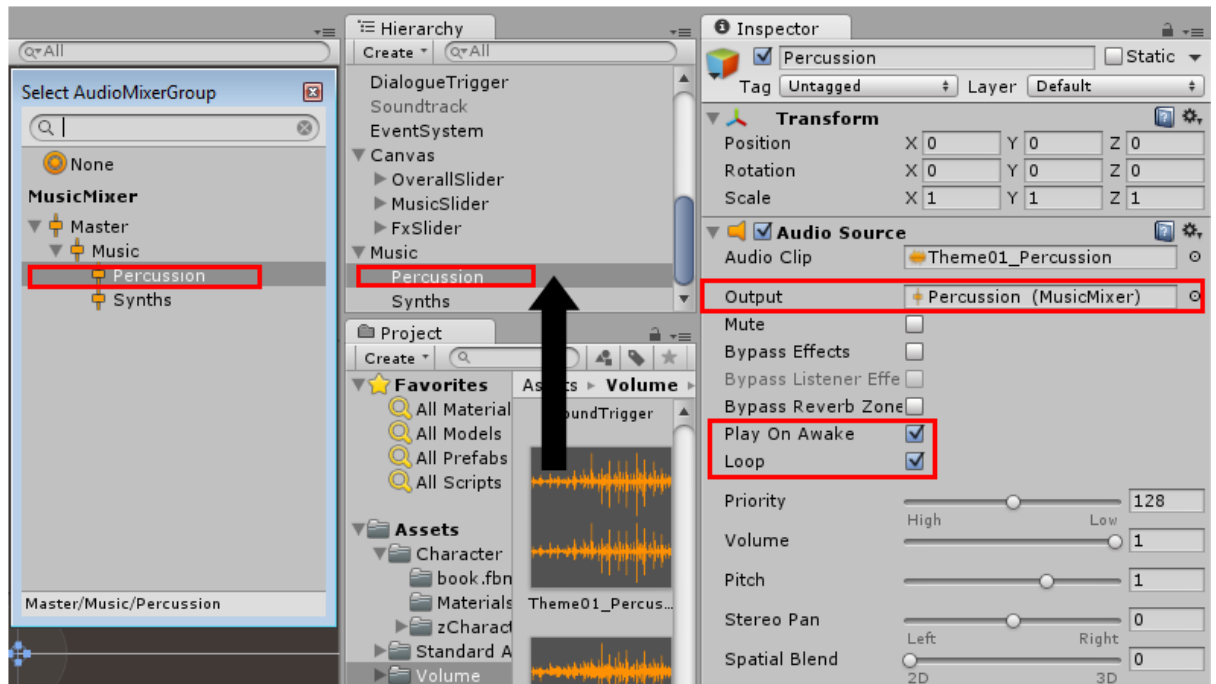 All
Select AudioMixerGroup
None
MusicMixer
Master
Music
Percussion
Synths
Master/Music/Percussion
Hierarchy
Create
All
DialogueTrigger
Soundtrack
EventSystem
Canvas
OverallSlider
MusicSlider
FxSlider
Music
Percussion
Synths
Project
Create
Favorites
All Material
All Models
All Prefabs
All Scripts
Assets
Character
book.fbn
Materials
zCharact
Standard A
Volume
Volume
oundTrigger
Theme01_Percus...
Inspector
Percussion Static
Tag Untagged Layer Default
Transform
Position X 0 Y 0 Z 0
Rotation X 0 Y 0 Z 0
Scale X 1 Y 1 Z 1
Audio Source
Audio Clip Theme01_Percussion
Output Percussion (MusicMixer)
Mute
Bypass Effects
Bypass Listener Effe
Bypass Reverb Zone
Play On Awake
Loop
Priority 128
High Low
Volume 1
Pitch 1
Stereo Pan 0
Left Right
Spatial Blend 0
2D 3D